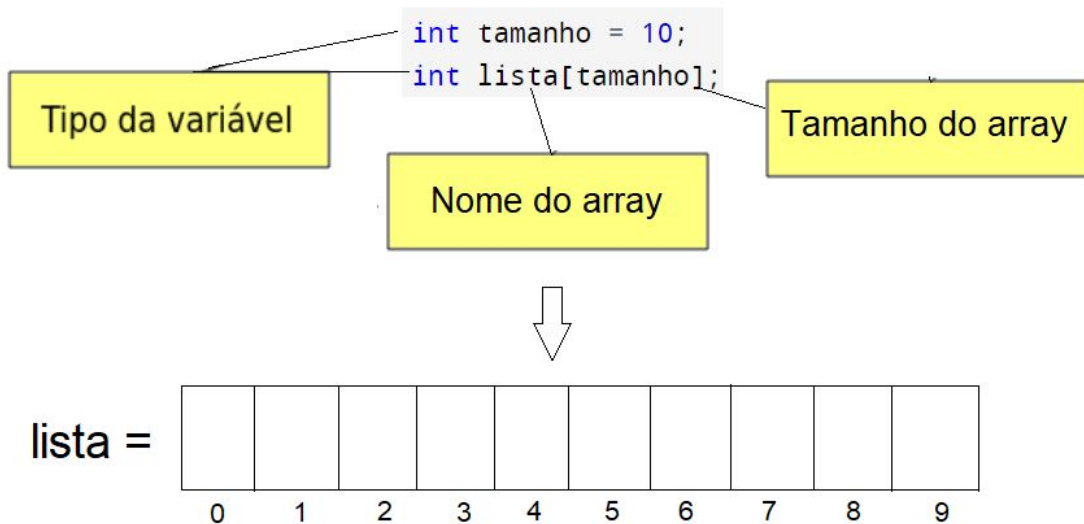 int tamanho = 10;
int lista[tamanho];
Tipo da variável
Tamanho do array
Nome do array
lista =
0 1 2 3 4 5 6 7 8 9